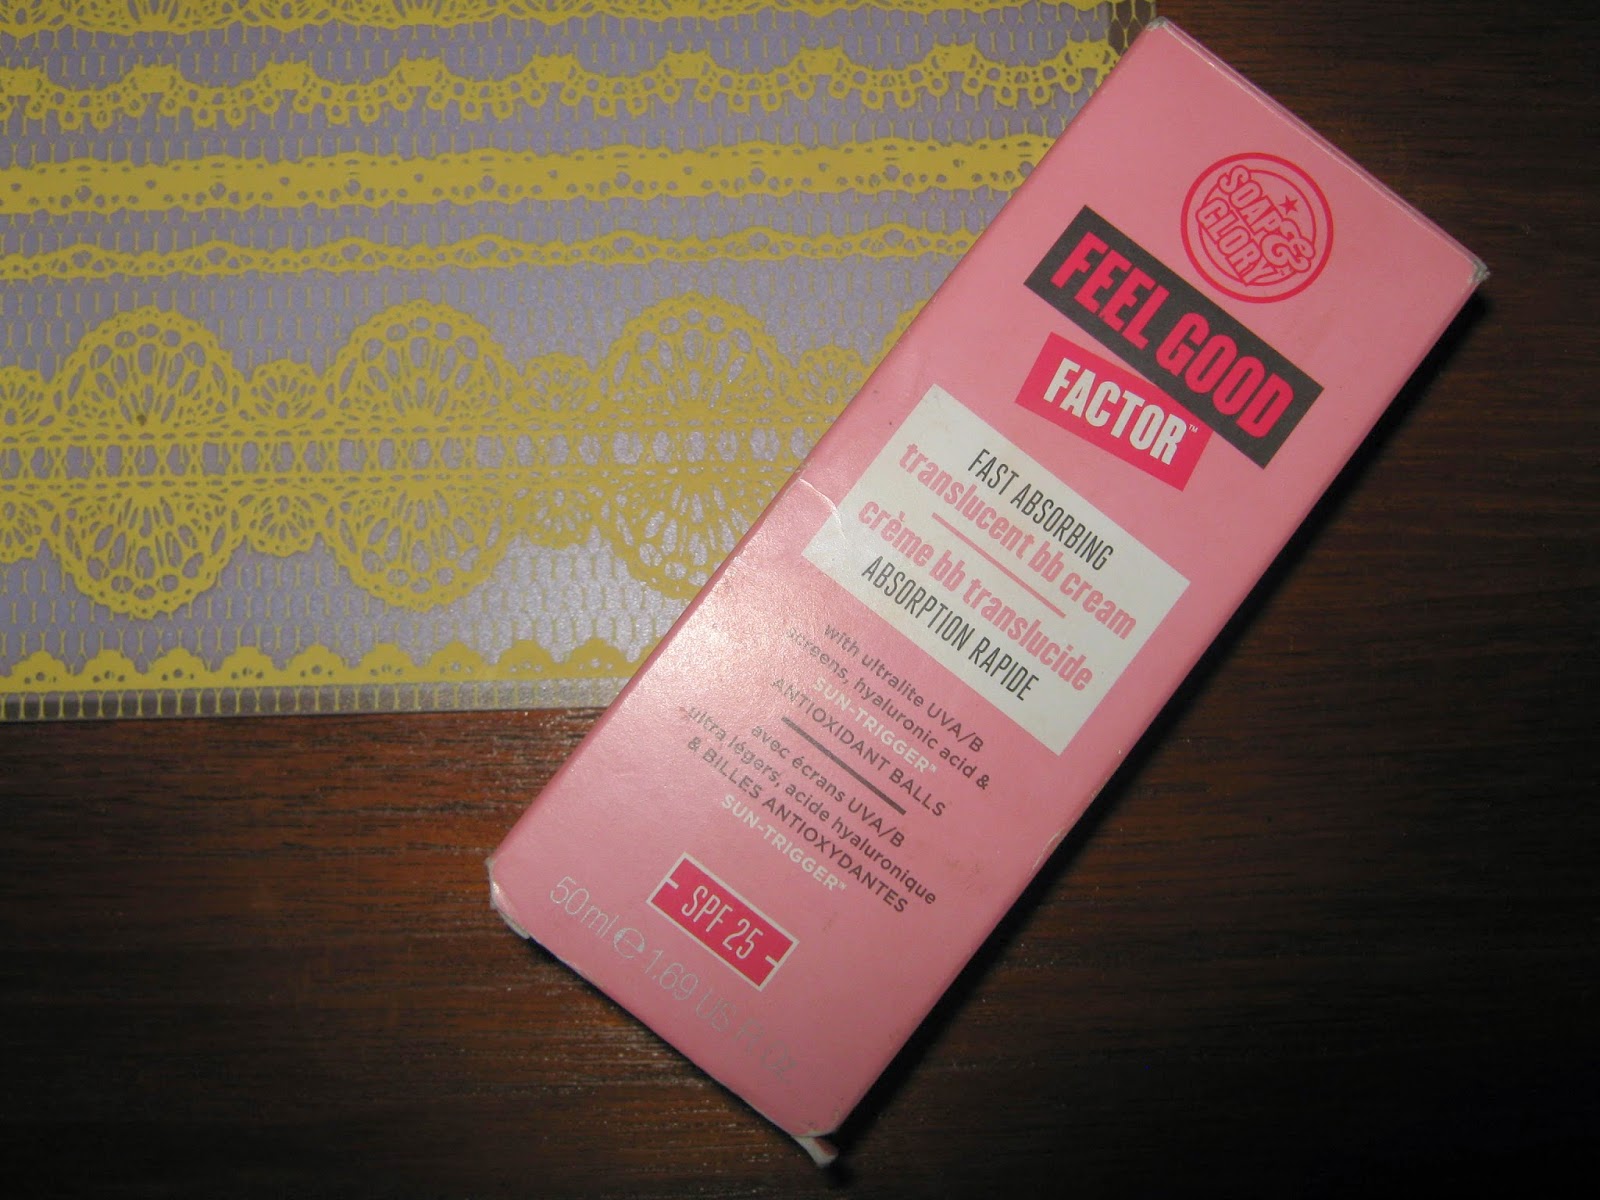 SOAP &
GLORY
FEEL GOOD
FACTOR™
FAST ABSORBING
translucent bb cream
crème bb translucide
ABSORPTION RAPIDE
with ultralite UVA/B
screens, hyaluronic acid &
SUN-TRIGGER™
ANTIOXIDANT BALLS
avec écrans UVA/B
ultra légers, acide hyaluronique
& BILLES ANTIOXYDANTES
SUN-TRIGGER™
SPF 25
50ml ℮ 1.69 US fl Oz.